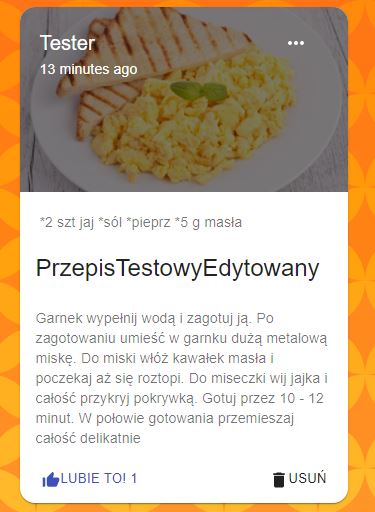 Tester
13 minutes ago
*2 szt jaj *sól *pieprz *5 g masła
PrzepisTestowyEdytowany
Garnek wypełnij wodą i zagotuj ją. Po
zagotowaniu umieść w garnku dużą metalową
miskę. Do miski włóż kawałek masła i
poczekaj aż się roztopi. Do miseczki wij jajka i
całość przykryj pokrywką. Gotuj przez 10 - 12
minut. W połowie gotowania przemieszaj
całość delikatnie
LUBIE TO! 1
USUŃ